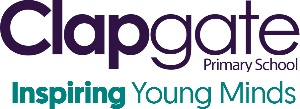 Clapgate
Primary School
Inspiring Young Minds